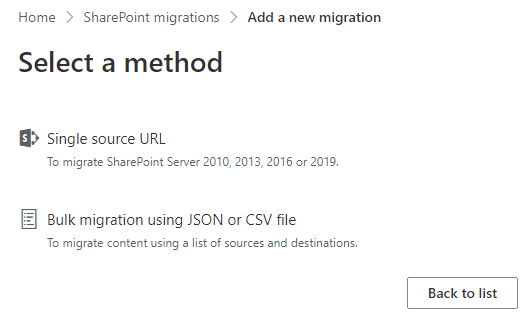 Home > SharePoint migrations > Add a new migration
Select a method
Single source URL
To migrate SharePoint Server 2010, 2013, 2016 or 2019.
Bulk migration using JSON or CSV file
To migrate content using a list of sources and destinations.
Back to list